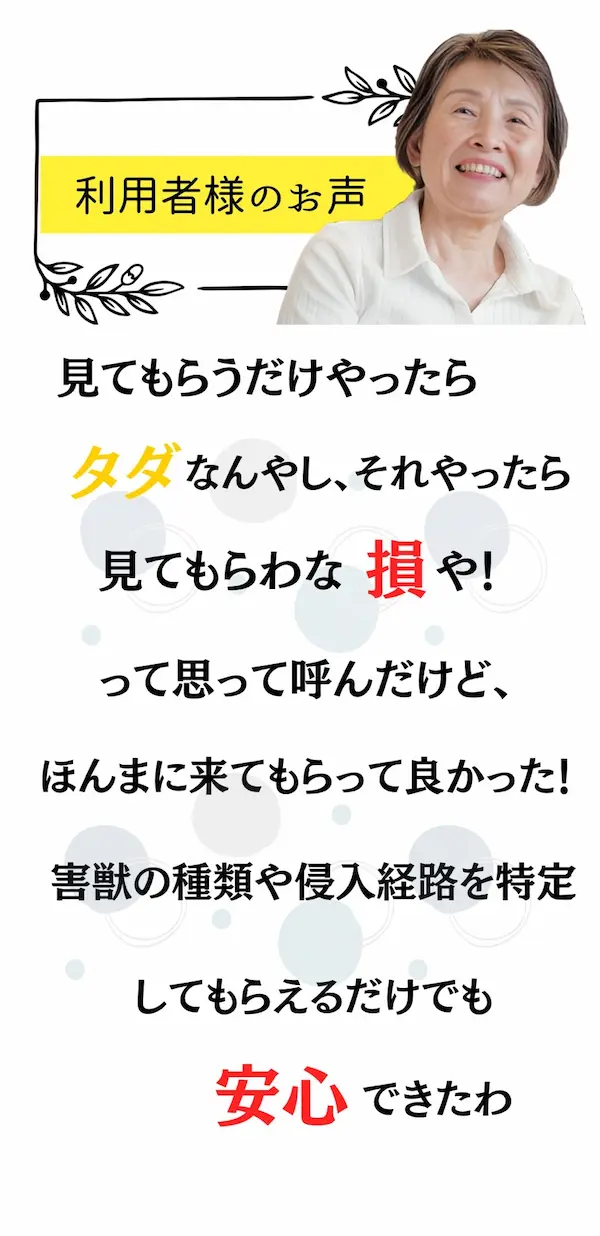 利用者様のお声
見てもらうだけやったら
タダなんやし、それやったら
見てもらわな 損や!
って思って呼んだけど、
ほんまに来てもらって良かった!
害獣の種類や侵入経路を特定
してもらえるだけでも
安心できたわ